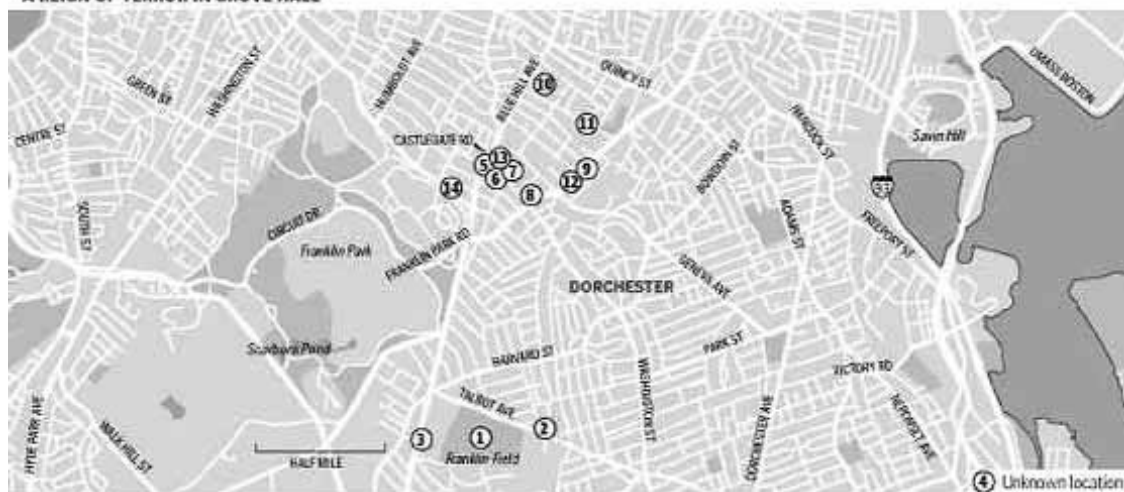 A REIGN OF TERROR IN GROVE HALL
GREEN ST
WASHINGTON ST
HUMBOLDT AVE
BLUE HILL AVE
10
QUINCY ST
UMASS BOSTON
CENTRE ST
CASTLEGATE RD
11
HANCOCK ST
Savin Hill
5
13
6
7
9
12
14
8
BOWDOIN ST
93
SOUTH ST
CIRCUIT DR
Franklin Park
FRANKLIN PARK RD
ADAMS ST
FREEPORT ST
GENEVA AVE
DORCHESTER
Scarboro Pond
HARVARD ST
PARK ST
VICTORY RD
WASHINGTON ST
TALBOT AVE
HYDE PARK AVE
WALK HILL ST
DORCHESTER AVE
NEPONSET AVE
3
1
2
Franklin Field
HALF MILE
4 Unknown location